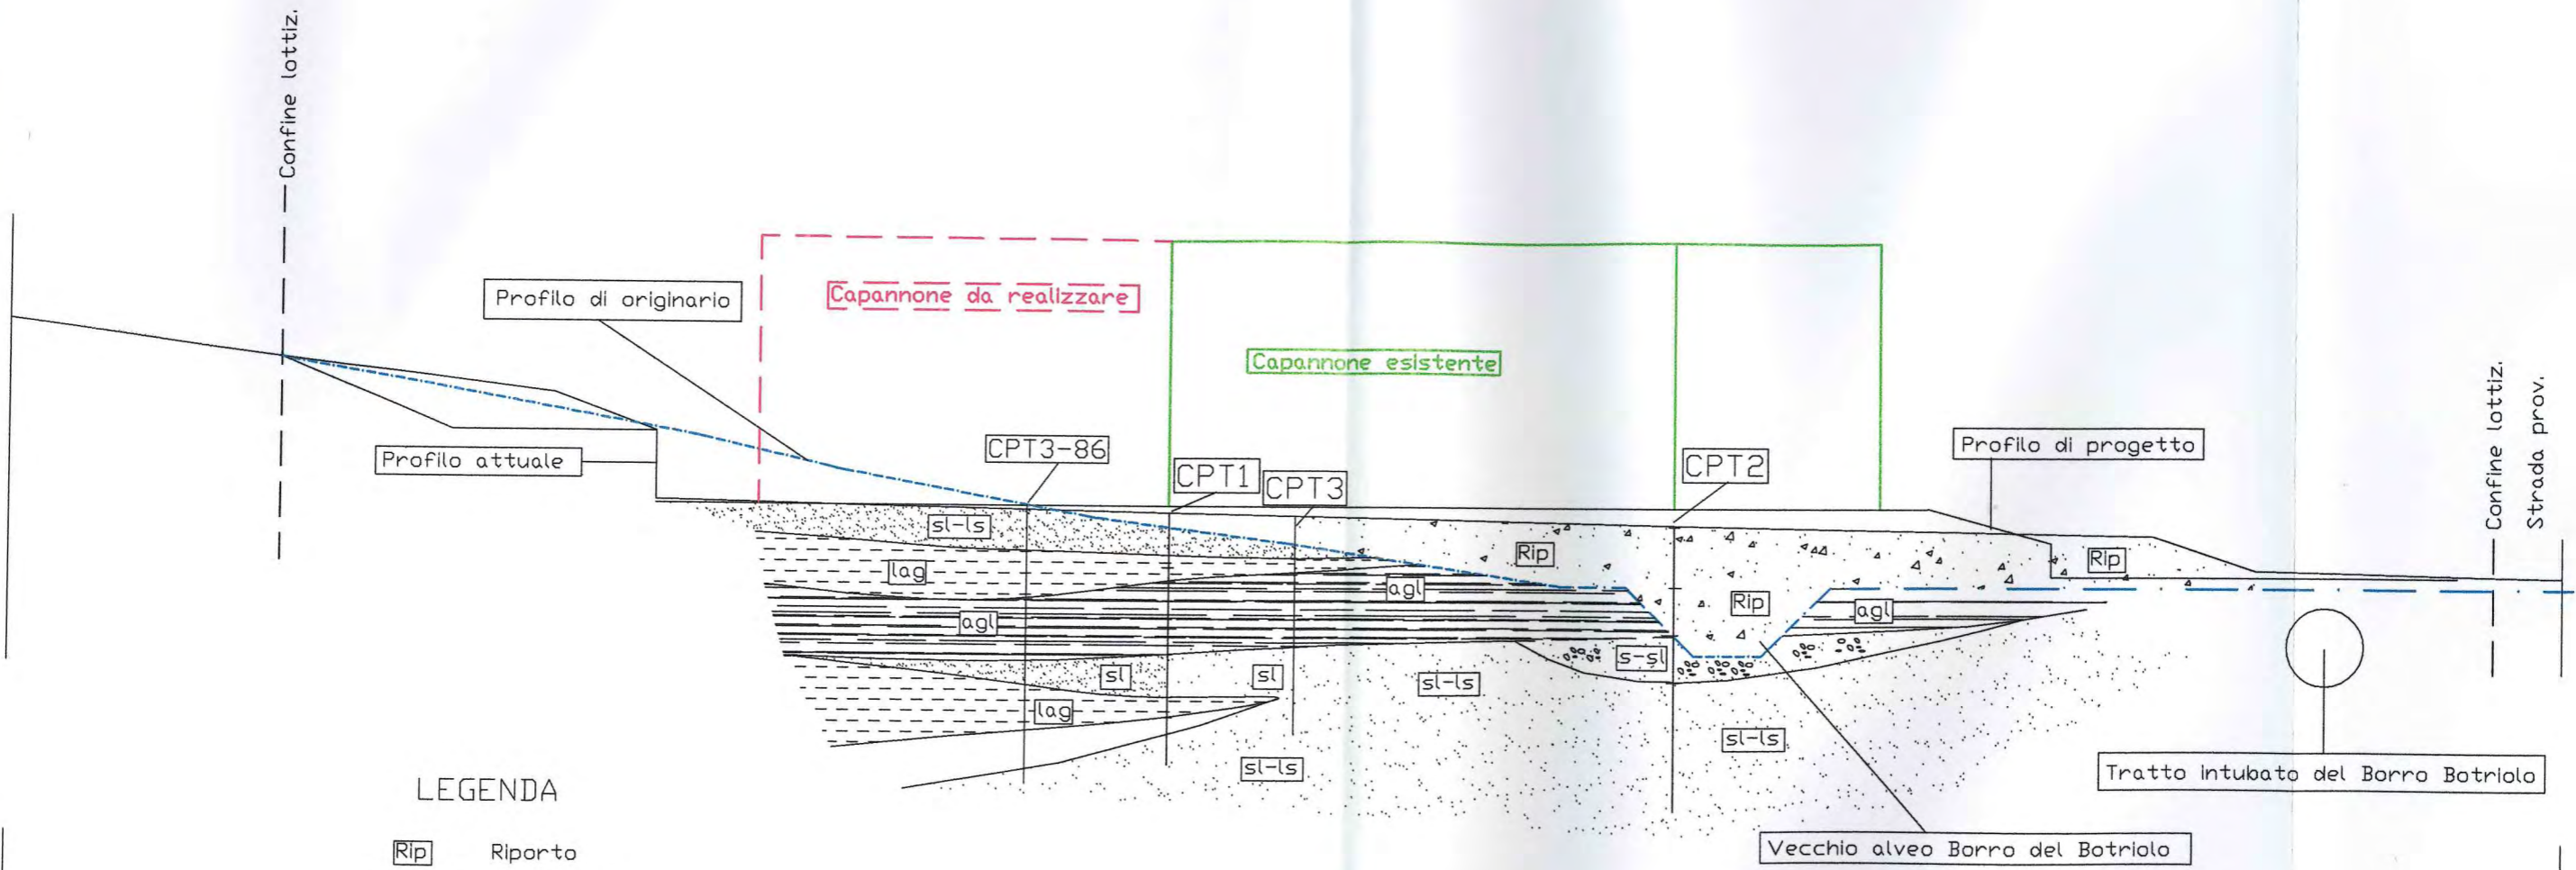 Confine lottiz.
Profilo di originario
Capannone da realizzare
Capannone esistente
Profilo attuale
CPT3-86
CPT1
CPT3
CPT2
Profilo di progetto
Confine lottiz.
Strada prov.
sl-ls
Rip
Rip
lag
agl
Rip
agl
agl
s-sl
sl
sl
sl-ls
lag
sl-ls
sl-ls
Tratto intubato del Borro Botriolo
LEGENDA
Vecchio alveo Borro del Botriolo
Rip Riporto